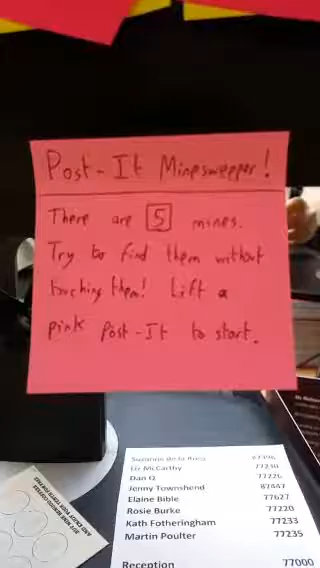 Post-It Minesweeper!
There are 5 mines.
Try to find them without
touching them! Lift a
pink Post-It to start.
Liz McCarthy 77230
Dan Q 77226
Jenny Townshend 82447
Elaine Bible 77627
Rosie Burke 77220
Kath Fotheringham 77233
Martin Poulter 77235
Reception 77000